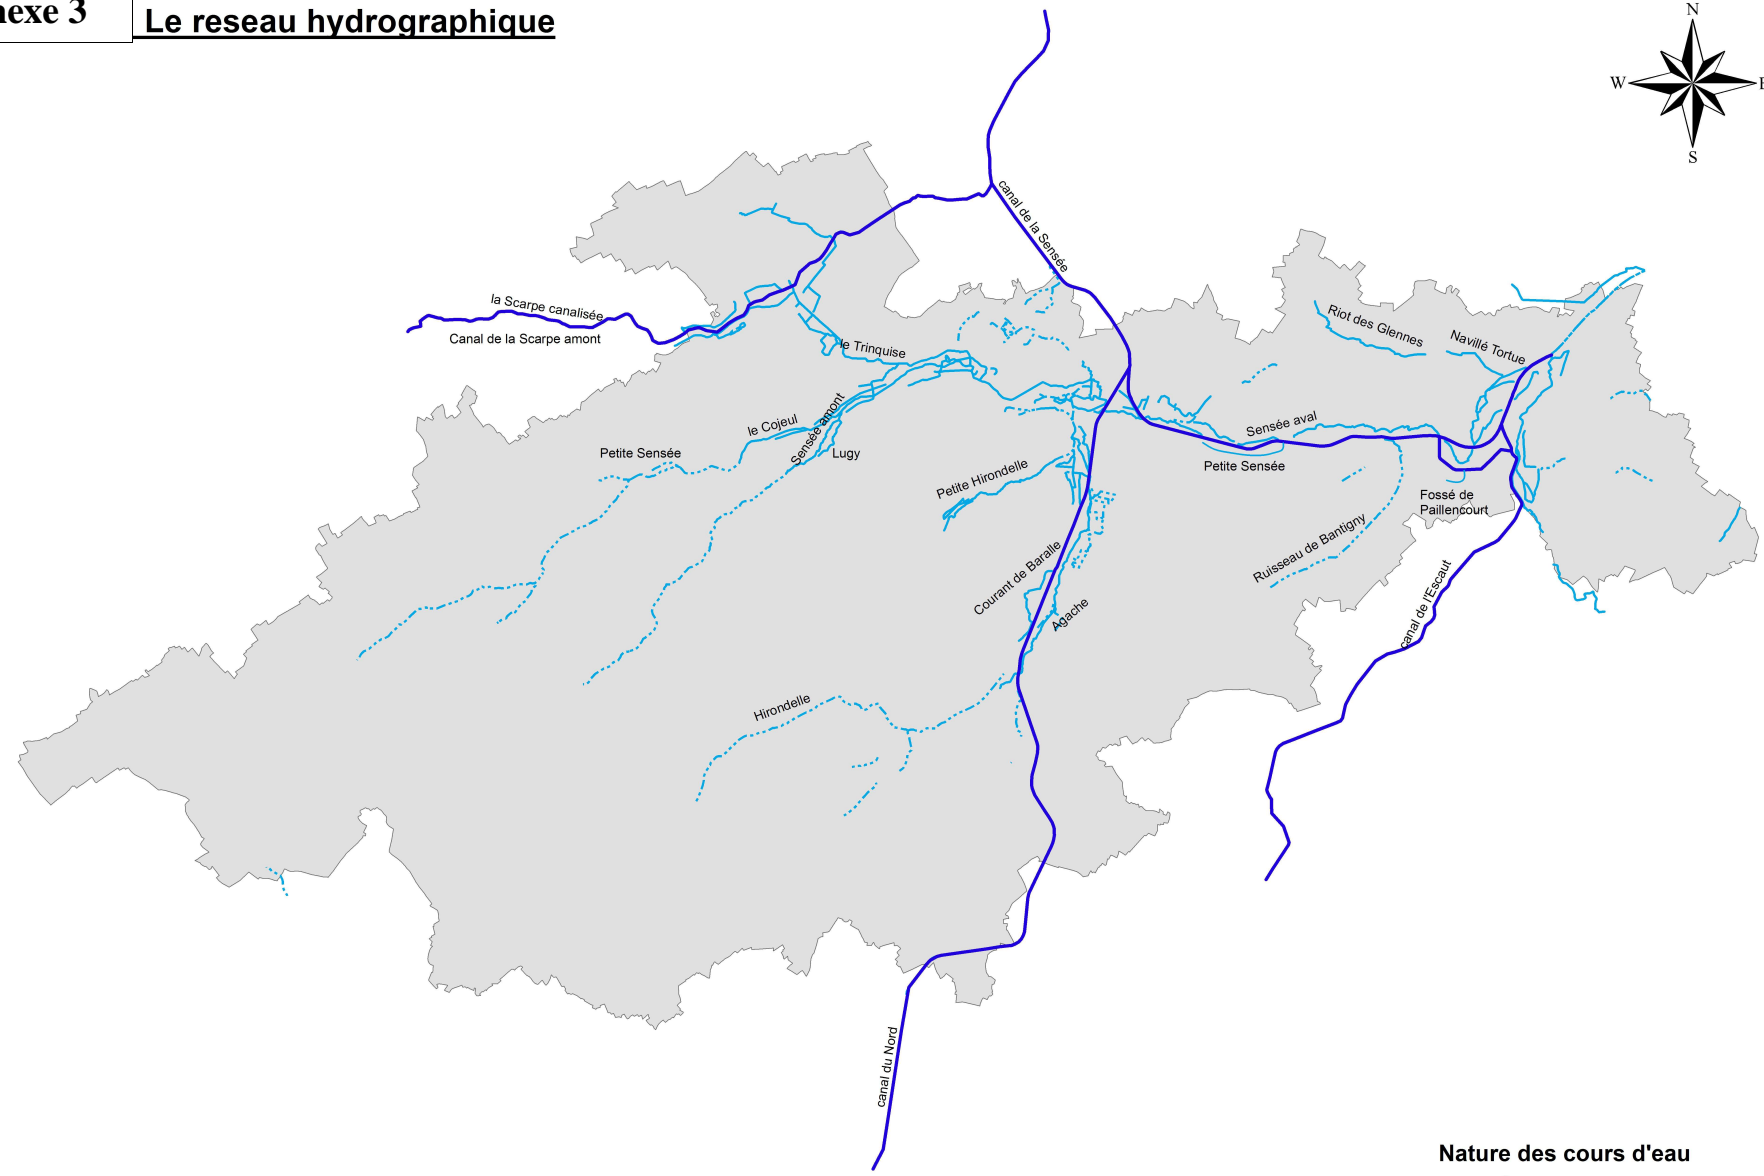 nexe 3
Le reseau hydrographique
N
W
E
S
canal de la Sensée
la Scarpe canalisée
Canal de la Scarpe amont
le Trinquise
Riot des Glennes
Navillé Tortue
le Cojeul
Sensée amont
Sensée aval
Petite Sensée
Lugy
Petite Sensée
Petite Hirondelle
Fossé de
Paillencourt
Ruisseau de Bantigny
Courant de Baralle
Agache
canal de l'Escaut
Hirondelle
canal du Nord
Nature des cours d'eau